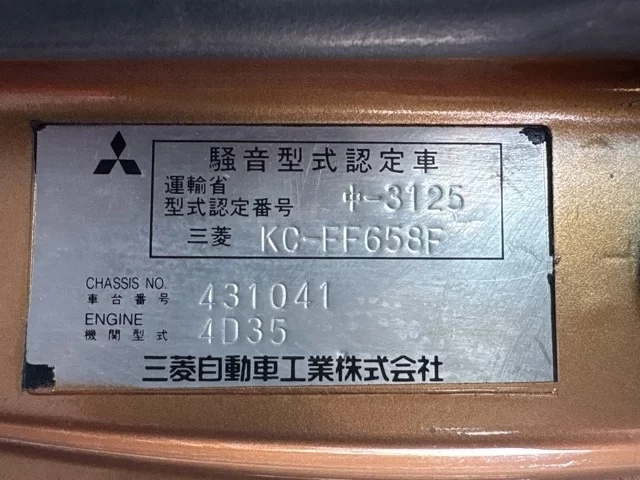 騒音型式認定車
運輸省
型式認定番号 中-3125
三菱 KC-FF658F
CHASSIS NO.
車台番号 431041
ENGINE
機関型式 4D35
三菱自動車工業株式会社